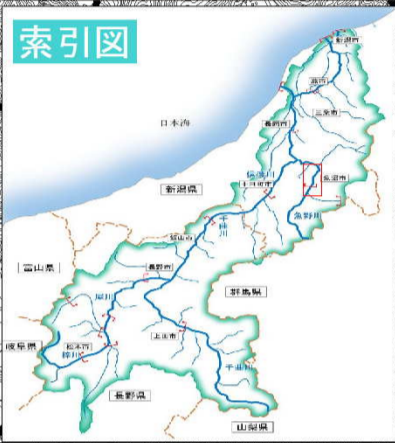 索引図
新潟市
燕市
三条市
日本海
長岡市
信濃川
魚沼市
十日町市
新潟県
魚野川
千曲川
飯山市
富山県
長野市
群馬県
犀川
岐阜県
松本市
上田市
梓川
千曲川
長野県
山梨県